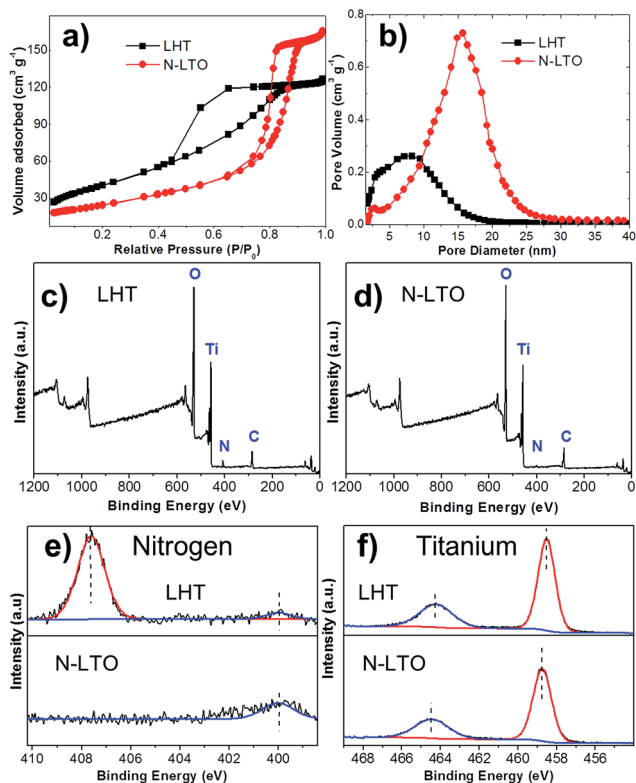 a)
LHT
N-LTO
150
120
90
60
30
Volume adsorbed (cm³ g⁻¹)
0.2 0.4 0.6 0.8 1.0
Relative Pressure (P/P₀)
b)
LHT
N-LTO
0.8
0.6
0.4
0.2
0.0
Pore Volume (cm³ g⁻¹)
5 10 15 20 25 30 35 40
Pore Diameter (nm)
c) LHT
O
Ti
N
C
Intensity (a.u.)
1200 1000 800 600 400 200 0
Binding Energy (eV)
d) N-LTO
O
Ti
N
C
Intensity (a.u.)
1200 1000 800 600 400 200 0
Binding Energy (eV)
e) Nitrogen
LHT
N-LTO
Intensity (a.u)
410 408 406 404 402 400
Binding Energy (eV)
f) Titanium
LHT
N-LTO
Intensity (a.u.)
468 466 464 462 460 458 456
Binding Energy (eV)